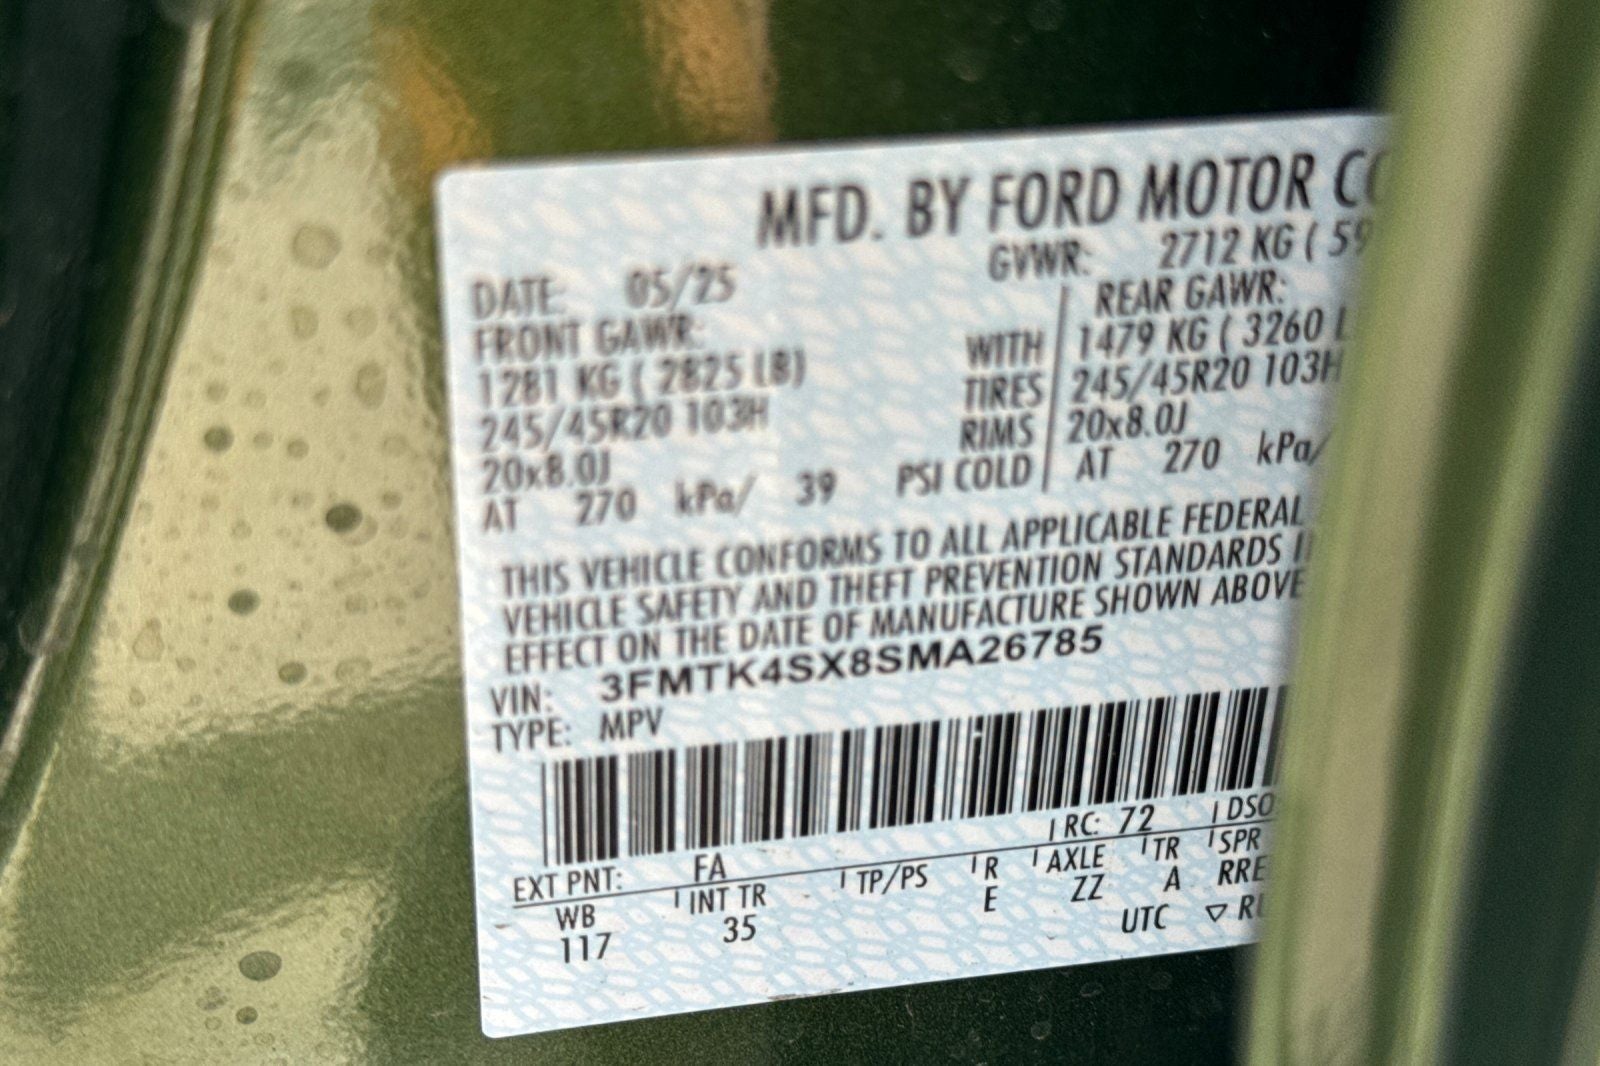 MFD. BY FORD MOTOR CO
DATE: 05/25 GVWR: 2712 KG ( 59
FRONT GAWR: REAR GAWR:
1281 KG ( 2825 LB) WITH 1479 KG ( 3260 L
245/45R20 103H TIRES 245/45R20 103H
20x8.0J RIMS 20x8.0J
AT 270 kPa/ 39 PSI COLD AT 270 kPa/
THIS VEHICLE CONFORMS TO ALL APPLICABLE FEDERAL
VEHICLE SAFETY AND THEFT PREVENTION STANDARDS I
EFFECT ON THE DATE OF MANUFACTURE SHOWN ABOVE
VIN: 3FMTK4SX8SMA26785
TYPE: MPV
EXT PNT: FA RC: 72 DSO
WB INT TR TP/PS R AXLE TR SPR
117 35 E ZZ A RRE
UTC ▽ RU